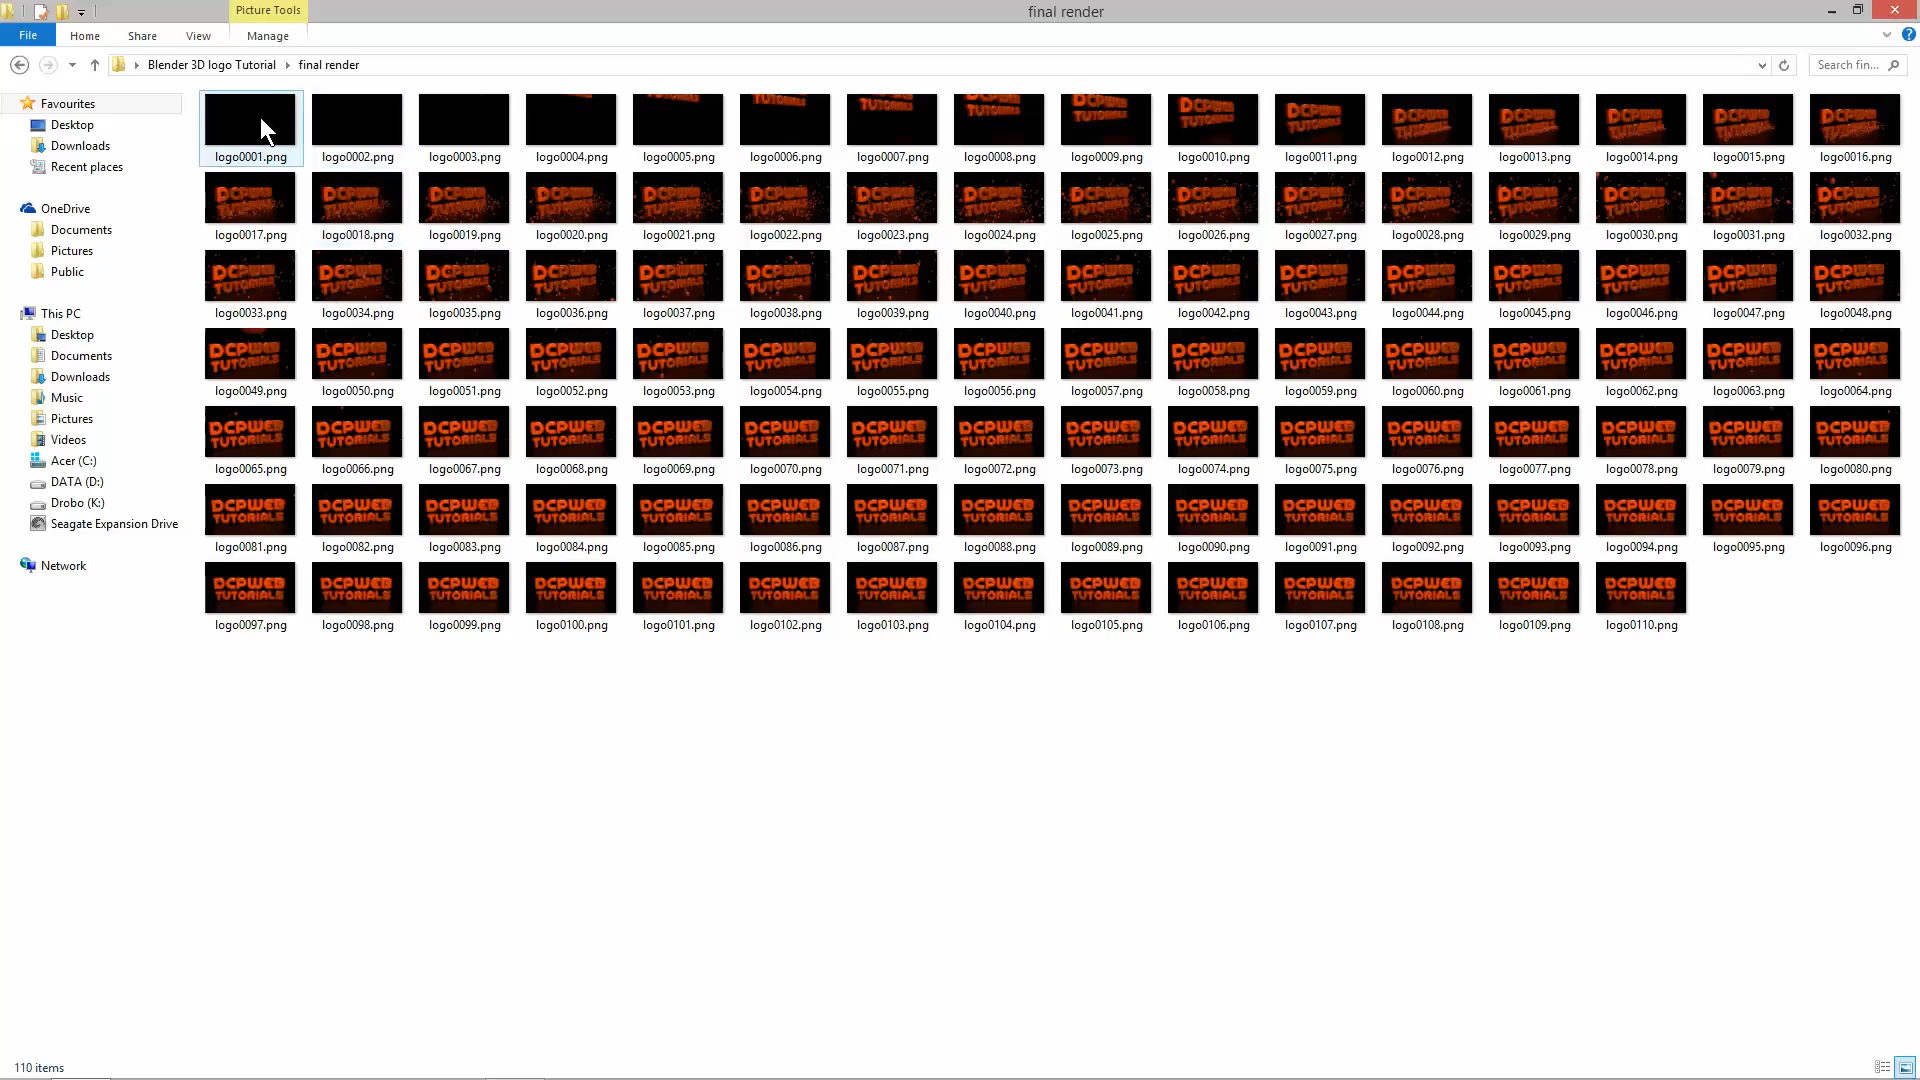 Picture Tools
final render
File Home Share View Manage
Blender 3D logo Tutorial final render
Search fin...
Favourites
Desktop
Downloads
Recent places
OneDrive
Documents
Pictures
Public
This PC
Desktop
Documents
Downloads
Music
Pictures
Videos
Acer (C:)
DATA (D:)
Drobo (K:)
Seagate Expansion Drive
Network
logo0001.png logo0002.png logo0003.png logo0004.png logo0005.png logo0006.png logo0007.png logo0008.png logo0009.png logo0010.png logo0011.png logo0012.png logo0013.png logo0014.png logo0015.png logo0016.png
logo0017.png logo0018.png logo0019.png logo0020.png logo0021.png logo0022.png logo0023.png logo0024.png logo0025.png logo0026.png logo0027.png logo0028.png logo0029.png logo0030.png logo0031.png logo0032.png
logo0033.png logo0034.png logo0035.png logo0036.png logo0037.png logo0038.png logo0039.png logo0040.png logo0041.png logo0042.png logo0043.png logo0044.png logo0045.png logo0046.png logo0047.png logo0048.png
logo0049.png logo0050.png logo0051.png logo0052.png logo0053.png logo0054.png logo0055.png logo0056.png logo0057.png logo0058.png logo0059.png logo0060.png logo0061.png logo0062.png logo0063.png logo0064.png
logo0065.png logo0066.png logo0067.png logo0068.png logo0069.png logo0070.png logo0071.png logo0072.png logo0073.png logo0074.png logo0075.png logo0076.png logo0077.png logo0078.png logo0079.png logo0080.png
logo0081.png logo0082.png logo0083.png logo0084.png logo0085.png logo0086.png logo0087.png logo0088.png logo0089.png logo0090.png logo0091.png logo0092.png logo0093.png logo0094.png logo0095.png logo0096.png
DCPWEB
TUTORIALS
logo0097.png logo0098.png logo0099.png logo0100.png logo0101.png logo0102.png logo0103.png logo0104.png logo0105.png logo0106.png logo0107.png logo0108.png logo0109.png logo0110.png
110 items